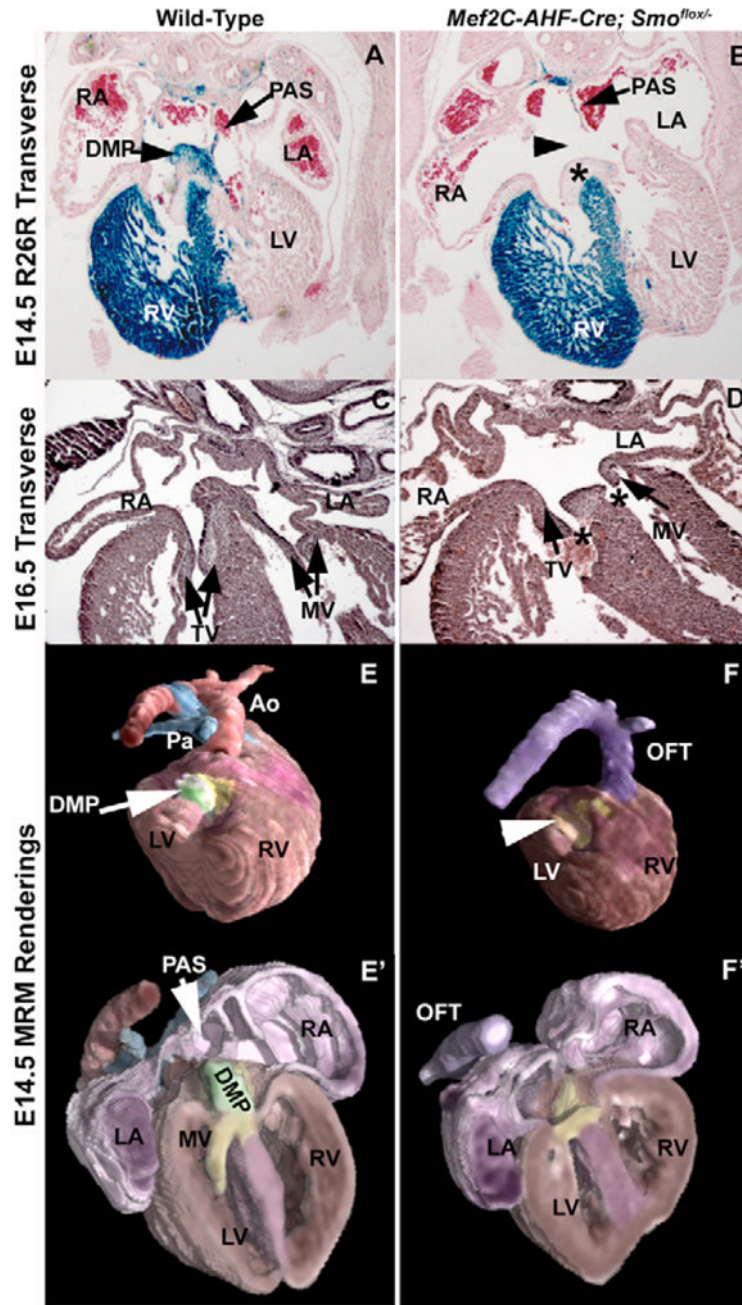 Wild-Type
Mef2C-AHF-Cre; Smo^flox/-
E14.5 R26R Transverse
A
RA
PAS
DMP
LA
LV
RV
B
PAS
LA
RA
*
LV
RV
E16.5 Transverse
C
RA
LA
TV
MV
D
LA
RA
*
*
MV
TV
E14.5 MRM Renderings
E
Ao
Pa
DMP
LV
RV
F
OFT
LV
RV
E'
PAS
RA
DMP
LA
MV
RV
LV
F'
OFT
RA
LA
RV
LV